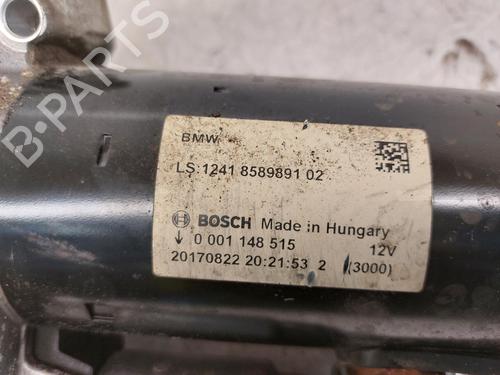 BMW
LS:1241 8589891 02
BOSCH Made in Hungary
0 001 148 515 12V
20170822 20:21:53 2 (3000)
B-PARTS